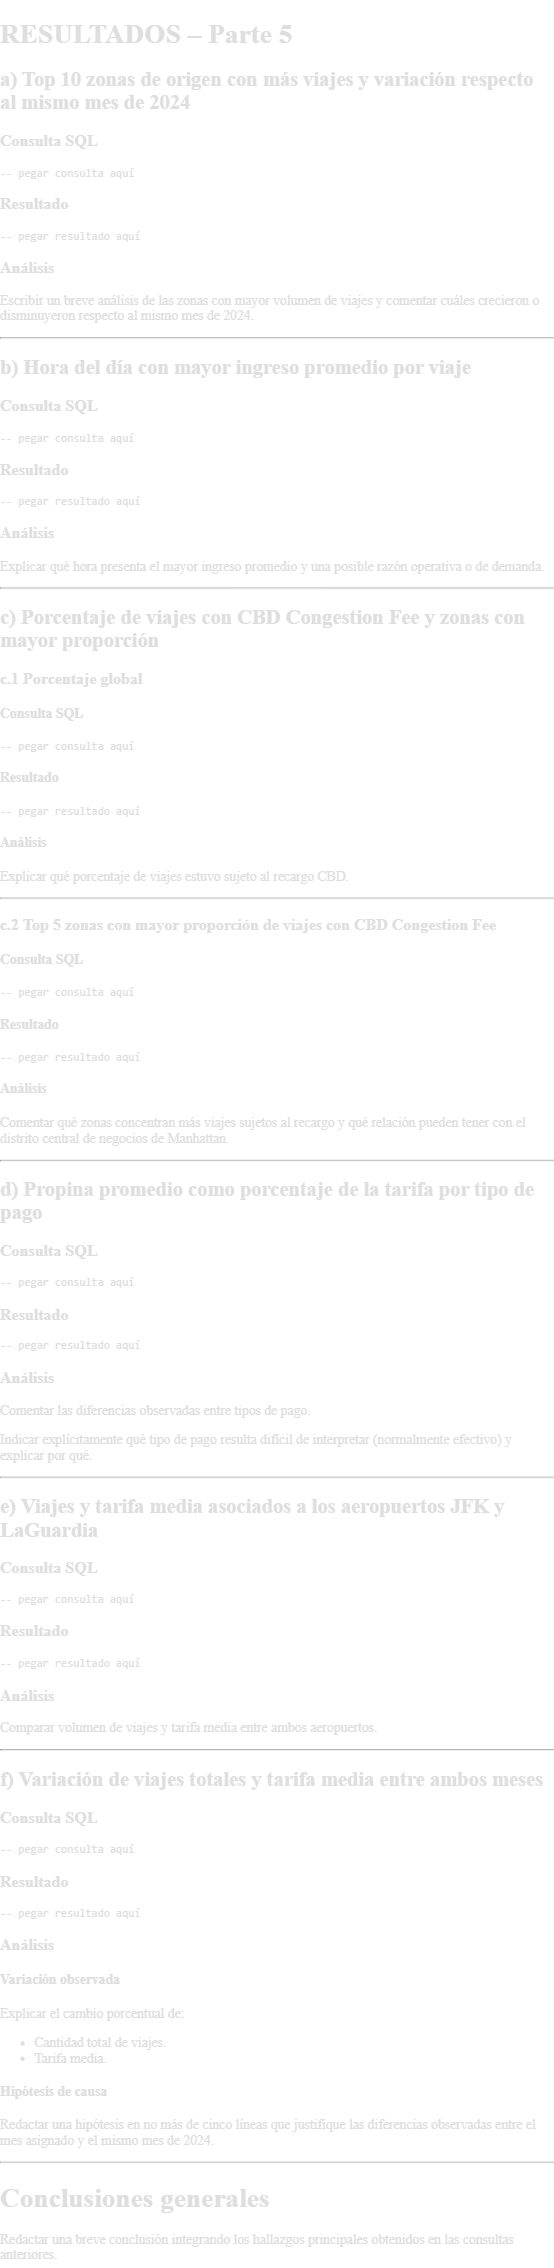 RESULTADOS – Parte 5
a) Top 10 zonas de origen con más viajes y variación respecto
al mismo mes de 2024
Consulta SQL
-- pegar consulta aquí
Resultado
-- pegar resultado aquí
Análisis
Escribir un breve análisis de las zonas con mayor volumen de viajes y comentar cuáles crecieron o
disminuyeron respecto al mismo mes de 2024.
b) Hora del día con mayor ingreso promedio por viaje
Consulta SQL
-- pegar consulta aquí
Resultado
-- pegar resultado aquí
Análisis
Explicar qué hora presenta el mayor ingreso promedio y una posible razón operativa o de demanda.
c) Porcentaje de viajes con CBD Congestion Fee y zonas con
mayor proporción
c.1 Porcentaje global
Consulta SQL
-- pegar consulta aquí
Resultado
-- pegar resultado aquí
Análisis
Explicar qué porcentaje de viajes estuvo sujeto al recargo CBD.
c.2 Top 5 zonas con mayor proporción de viajes con CBD Congestion Fee
Consulta SQL
-- pegar consulta aquí
Resultado
-- pegar resultado aquí
Análisis
Comentar qué zonas concentran más viajes sujetos al recargo y qué relación pueden tener con el
distrito central de negocios de Manhattan.
d) Propina promedio como porcentaje de la tarifa por tipo de
pago
Consulta SQL
-- pegar consulta aquí
Resultado
-- pegar resultado aquí
Análisis
Comentar las diferencias observadas entre tipos de pago.
Indicar explícitamente qué tipo de pago resulta difícil de interpretar (normalmente efectivo) y
explicar por qué.
e) Viajes y tarifa media asociados a los aeropuertos JFK y
LaGuardia
Consulta SQL
-- pegar consulta aquí
Resultado
-- pegar resultado aquí
Análisis
Comparar volumen de viajes y tarifa media entre ambos aeropuertos.
f) Variación de viajes totales y tarifa media entre ambos meses
Consulta SQL
-- pegar consulta aquí
Resultado
-- pegar resultado aquí
Análisis
Variación observada
Explicar el cambio porcentual de:
• Cantidad total de viajes.
• Tarifa media.
Hipótesis de causa
Redactar una hipótesis en no más de cinco líneas que justifique las diferencias observadas entre el
mes asignado y el mismo mes de 2024.
Conclusiones generales
Redactar una breve conclusión integrando los hallazgos principales obtenidos en las consultas
anteriores.